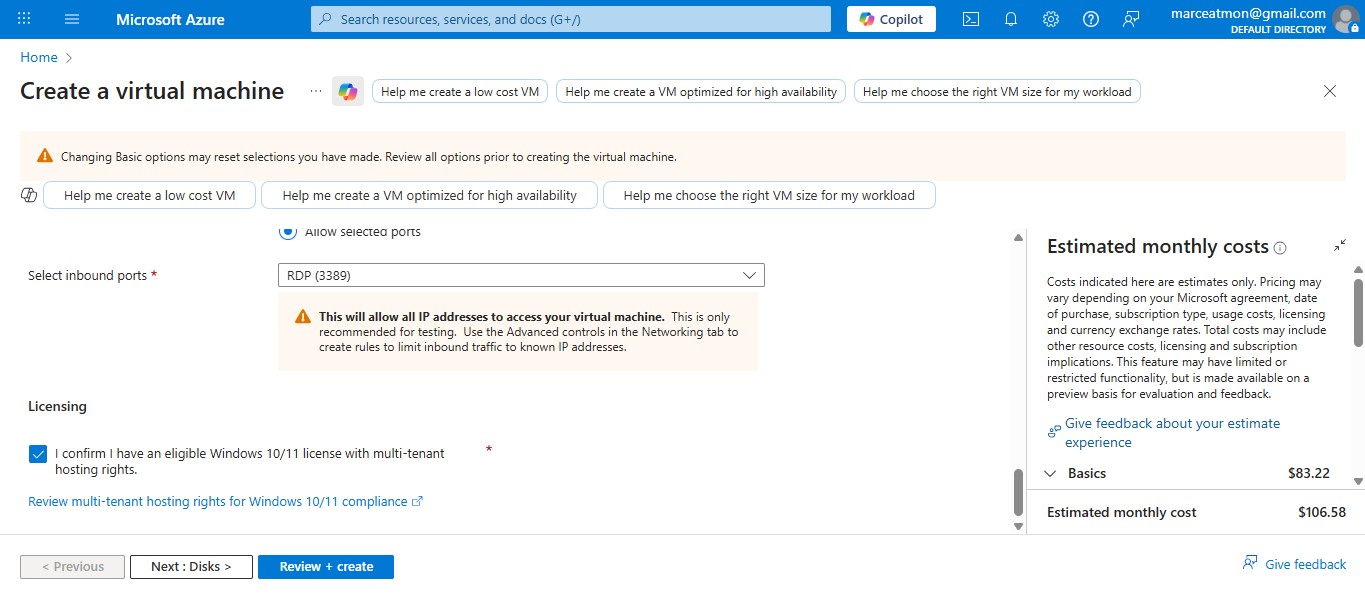 Microsoft Azure
Search resources, services, and docs (G+/)
Copilot
marceatmon@gmail.com
DEFAULT DIRECTORY
Home >
Create a virtual machine
...
Help me create a low cost VM
Help me create a VM optimized for high availability
Help me choose the right VM size for my workload
Changing Basic options may reset selections you have made. Review all options prior to creating the virtual machine.
Help me create a low cost VM
Help me create a VM optimized for high availability
Help me choose the right VM size for my workload
Allow selected ports
Select inbound ports *
RDP (3389)
This will allow all IP addresses to access your virtual machine. This is only
recommended for testing. Use the Advanced controls in the Networking tab to
create rules to limit inbound traffic to known IP addresses.
Licensing
I confirm I have an eligible Windows 10/11 license with multi-tenant *
hosting rights.
Review multi-tenant hosting rights for Windows 10/11 compliance
Estimated monthly costs
Costs indicated here are estimates only. Pricing may
vary depending on your Microsoft agreement, date
of purchase, subscription type, usage costs, licensing
and currency exchange rates. Total costs may include
other resource costs, licensing and subscription
implications. This feature may have limited or
restricted functionality, but is made available on a
preview basis for evaluation and feedback.
Give feedback about your estimate
experience
Basics $83.22
Estimated monthly cost $106.58
< Previous
Next : Disks >
Review + create
Give feedback